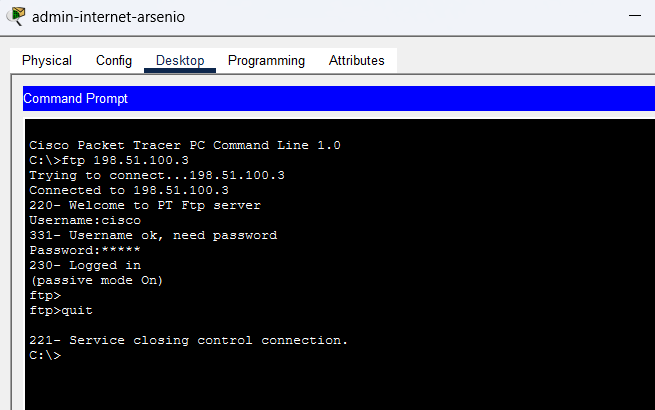 admin-internet-arsenio
Physical Config Desktop Programming Attributes
Command Prompt
Cisco Packet Tracer PC Command Line 1.0
C:\>ftp 198.51.100.3
Trying to connect...198.51.100.3
Connected to 198.51.100.3
220- Welcome to PT Ftp server
Username:cisco
331- Username ok, need password
Password:*****
230- Logged in
(passive mode On)
ftp>
ftp>quit
221- Service closing control connection.
C:\>